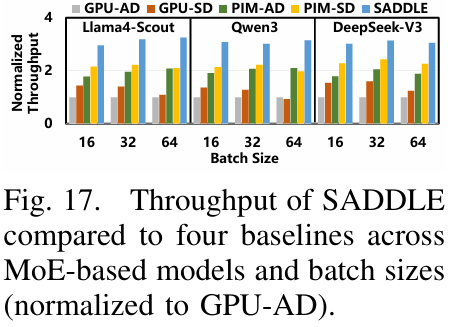 GPU-AD GPU-SD PIM-AD PIM-SD SADDLE
Llama4-Scout Qwen3 DeepSeek-V3
Normalized
Throughput
4
2
0
16 32 64 16 32 64 16 32 64
Batch Size
Fig. 17. Throughput of SADDLE
compared to four baselines across
MoE-based models and batch sizes
(normalized to GPU-AD).